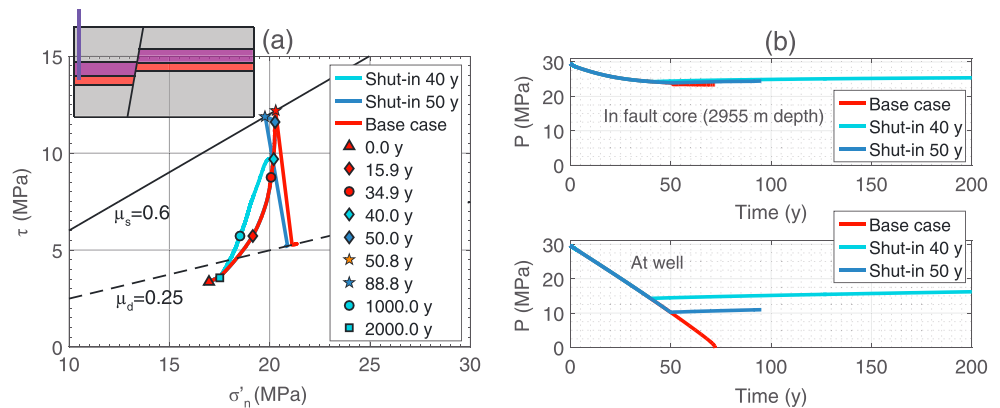 (a)
15
10
5
0
10
15
20
25
30
τ (MPa)
σ'n (MPa)
μs=0.6
μd=0.25
Shut-in 40 y
Shut-in 50 y
Base case
0.0 y
15.9 y
34.9 y
40.0 y
50.0 y
50.8 y
88.8 y
1000.0 y
2000.0 y
(b)
30
20
10
0
P (MPa)
In fault core (2955 m depth)
Base case
Shut-in 40 y
Shut-in 50 y
0
50
100
150
200
Time (y)
30
20
10
0
P (MPa)
At well
Base case
Shut-in 40 y
Shut-in 50 y
0
50
100
150
200
Time (y)